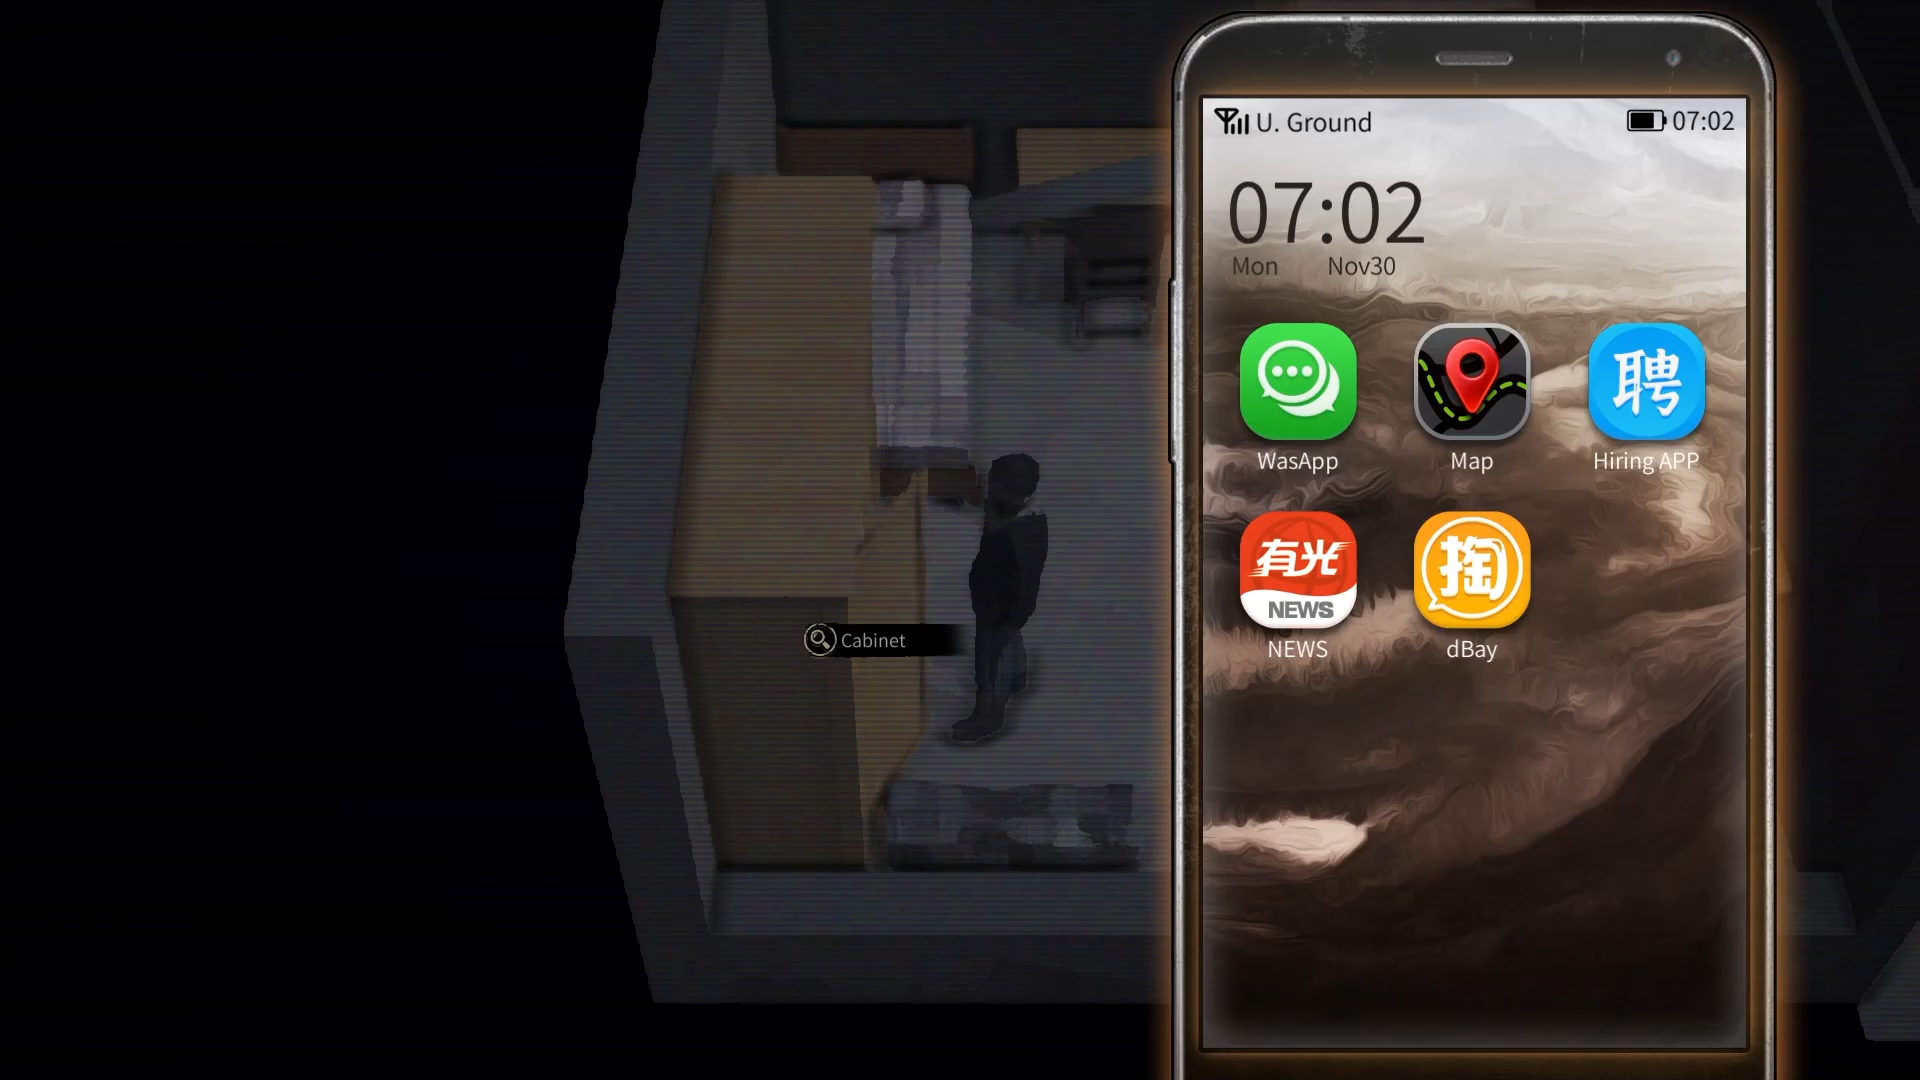 U. Ground
07:02
07:02
Mon Nov30
聘
WasApp Map Hiring APP
有光
NEWS
掏
NEWS dBay
Cabinet